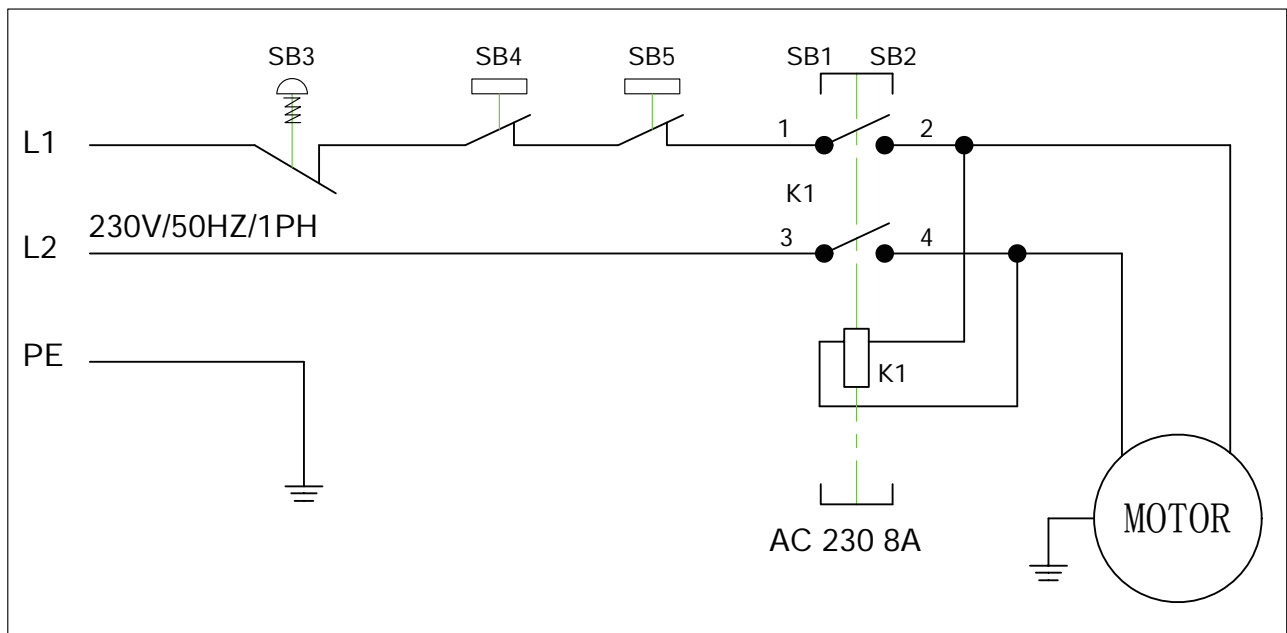 SB3
SB4
SB5
SB1
SB2
L1
1
2
K1
230V/50HZ/1PH
L2
3
4
PE
K1
AC 230 8A
MOTOR